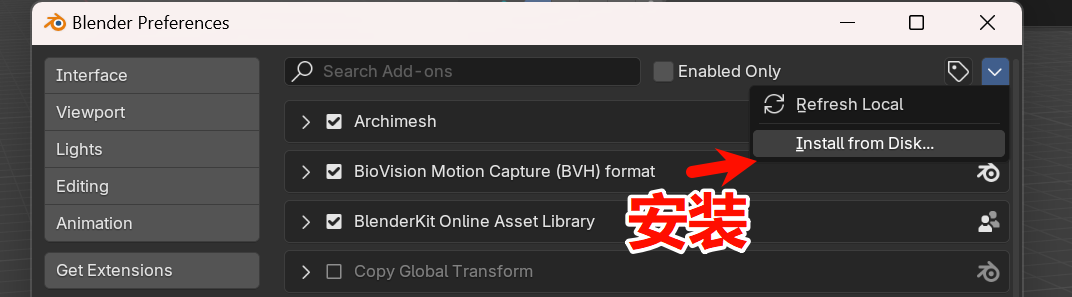 Blender Preferences
Interface
Viewport
Lights
Editing
Animation
Get Extensions
Search Add-ons
Enabled Only
Refresh Local
Install from Disk...
Archimesh
BioVision Motion Capture (BVH) format
BlenderKit Online Asset Library
Copy Global Transform
安装